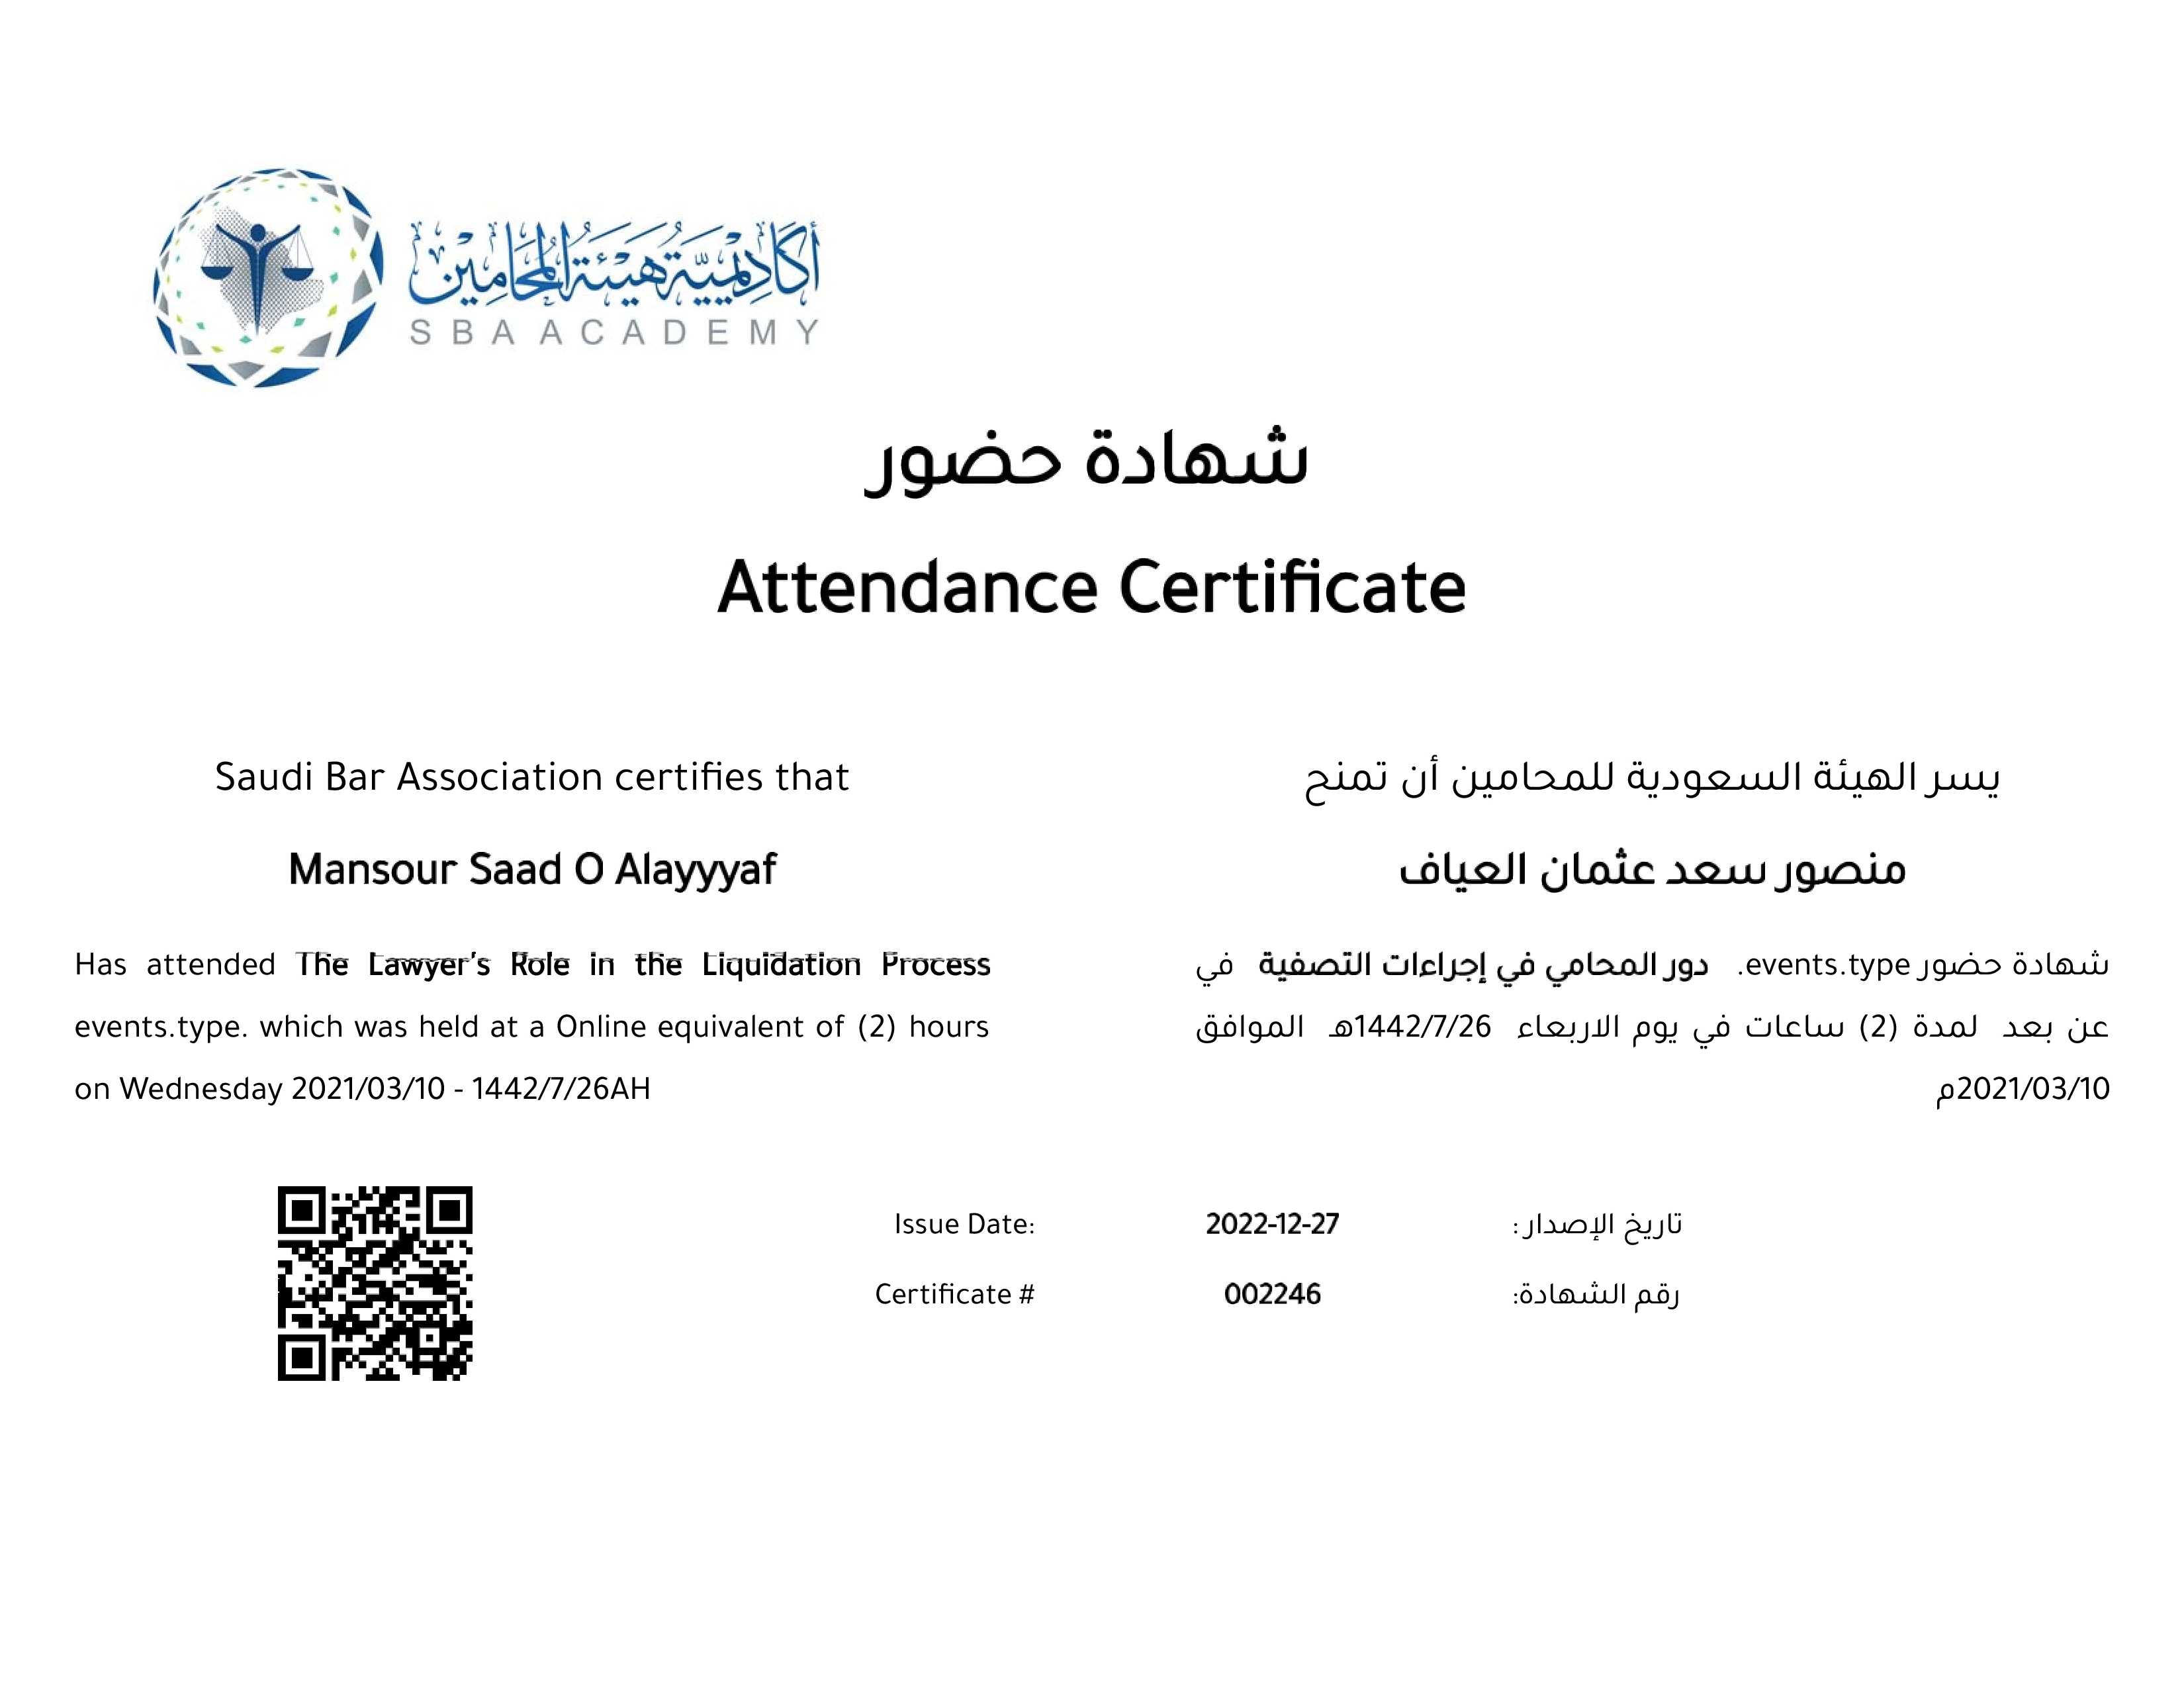 أكاديمية هيئة المحامين
SBA ACADEMY
شهادة حضور
Attendance Certificate
Saudi Bar Association certifies that
Mansour Saad O Alayyyaf
Has attended The Lawyer's Role in the Liquidation Process
events.type. which was held at a Online equivalent of (2) hours
on Wednesday 2021/03/10 - 1442/7/26AH
يسر الهيئة السعودية للمحامين أن تمنح
منصور سعد عثمان العياف
شهادة حضور events.type. دور المحامي في إجراءات التصفية في
عن بعد لمدة (2) ساعات في يوم الاربعاء 1442/7/26هـ الموافق
2021/03/10م
Issue Date: 2022-12-27 تاريخ الإصدار:
Certificate # 002246 رقم الشهادة: